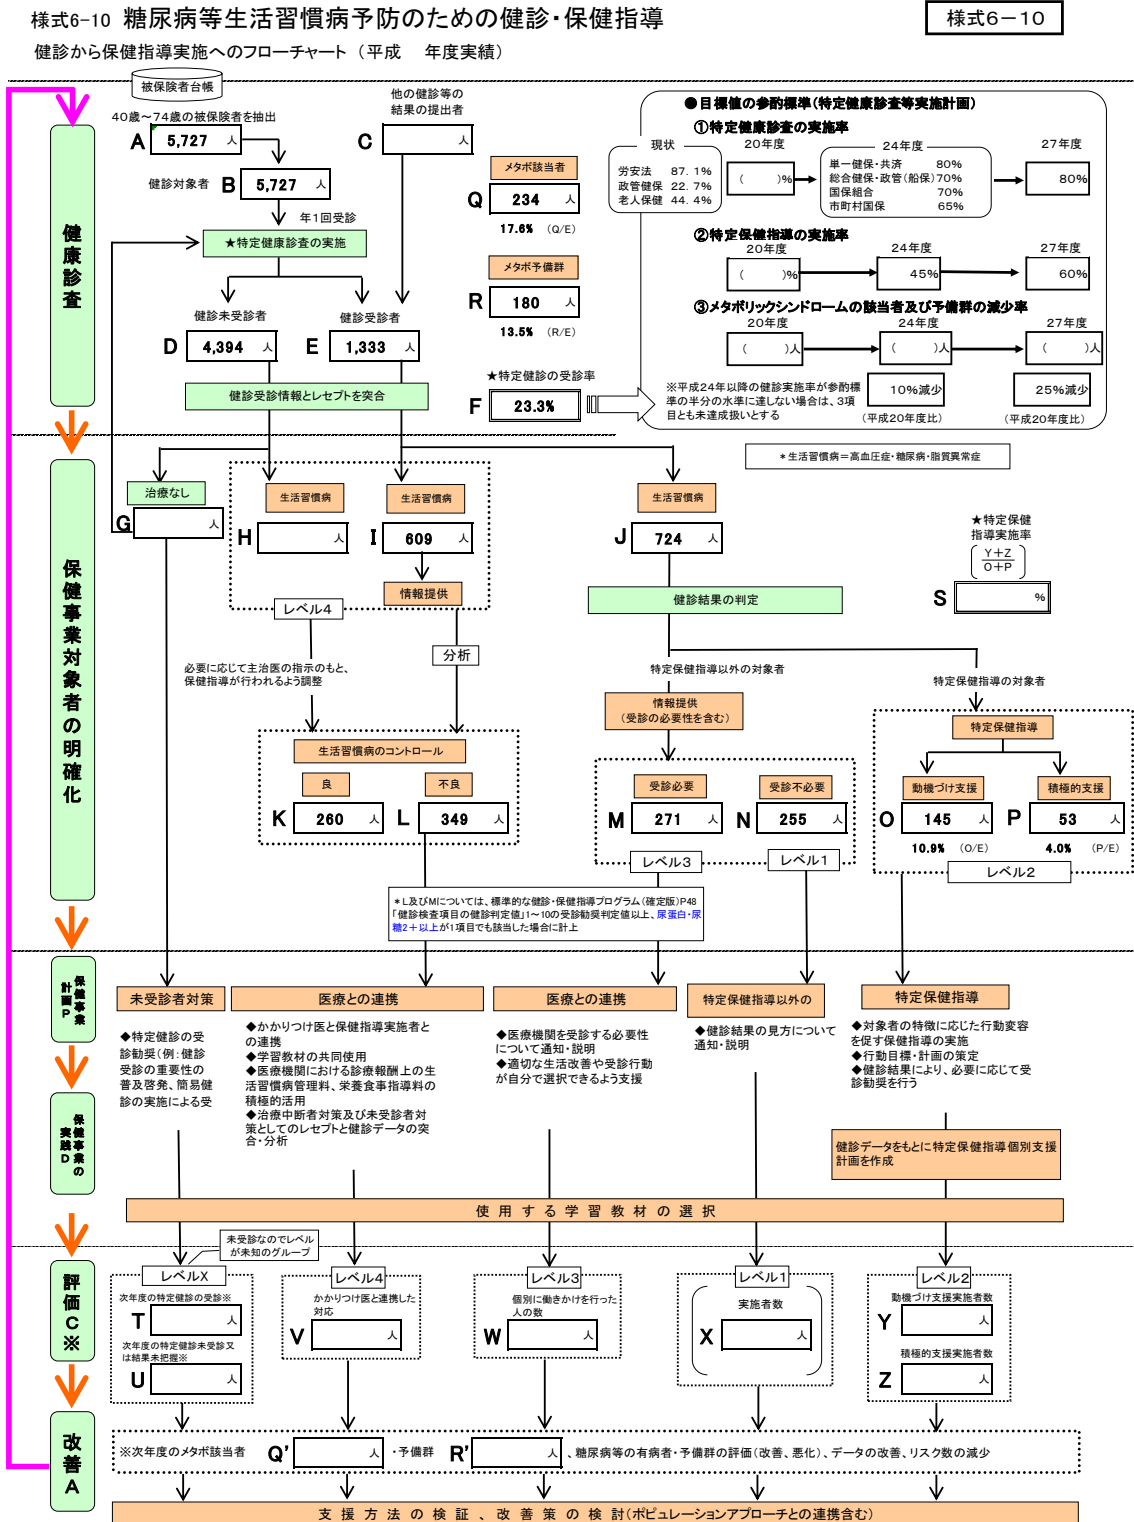 様式6-10 糖尿病等生活習慣病予防のための健診・保健指導
様式6－10
健診から保健指導実施へのフローチャート（平成　年度実績）
被保険者台帳
40歳～74歳の被保険者を抽出
A 5,727 人
他の健診等の
結果の提出者
C 人
健診対象者 B 5,727 人
年1回受診
★特定健康診査の実施
健診未受診者
D 4,394 人
健診受診者
E 1,333 人
健診受診情報とレセプトを突合
メタボ該当者
Q 234 人
17.6% （Q/E）
メタボ予備群
R 180 人
13.5% （R/E）
★特定健診の受診率
F 23.3%
●目標値の参酌標準（特定健康診査等実施計画）
①特定健康診査の実施率
現状
労安法 87.1%
政管健保 22.7%
老人保健 44.4%
20年度
（　）%
24年度
単一健保・共済 80%
総合健保・政管（船保）70%
国保組合 70%
市町村国保 65%
27年度
80%
②特定保健指導の実施率
20年度 24年度 27年度
（　）% 45% 60%
③メタボリックシンドロームの該当者及び予備群の減少率
20年度 24年度 27年度
（　）人 （　）人 （　）人
※平成24年以降の健診実施率が参酌標
準の半分の水準に達しない場合は、3項
目とも未達成扱いとする
10%減少 25%減少
（平成20年度比） （平成20年度比）
健康診査
＊生活習慣病＝高血圧症・糖尿病・脂質異常症
治療なし
G 人
生活習慣病
H 人
生活習慣病
I 609 人
情報提供
レベル4
生活習慣病
J 724 人
★特定保健
指導実施率
Y＋Z
O＋P
S %
健診結果の判定
分析
必要に応じて主治医の指示のもと、
保健指導が行われるよう調整
特定保健指導以外の対象者
特定保健指導の対象者
情報提供
（受診の必要性を含む）
生活習慣病のコントロール
良 不良
K 260 人 L 349 人
受診必要 受診不必要
M 271 人 N 255 人
レベル3 レベル1
特定保健指導
動機づけ支援 積極的支援
O 145 人 P 53 人
10.9% （O/E） 4.0% （P/E）
レベル2
＊L及びMについては、標準的な健診・保健指導プログラム（確定版）P48
「健診検査項目の健診判定値」1～10の受診勧奨判定値以上、尿蛋白・尿
糖2＋以上が1項目でも該当した場合に計上
保健事業対象者の明確化
保健事業
計画P
未受診者対策
◆特定健診の受
診勧奨（例：健診
受診の重要性の
普及啓発、簡易健
診の実施による受
医療との連携
◆かかりつけ医と保健指導実施者と
の連携
◆学習教材の共同使用
◆医療機関における診療報酬上の生
活習慣病管理料、栄養食事指導料の
積極的活用
◆治療中断者対策及び未受診者対
策としてのレセプトと健診データの突
合・分析
医療との連携
◆医療機関を受診する必要性
について通知・説明
◆適切な生活改善や受診行動
が自分で選択できるよう支援
特定保健指導以外の
◆健診結果の見方について
通知・説明
特定保健指導
◆対象者の特徴に応じた行動変容
を促す保健指導の実施
◆行動目標・計画の策定
◆健診結果により、必要に応じて受
診勧奨を行う
保健事業の
実践D
健診データをもとに特定保健指導個別支援
計画を作成
使用する学習教材の選択
未受診なのでレベル
が未知のグループ
評価C※
レベルX
次年度の特定健診の受診※
T 人
次年度の特定健診未受診又
は結果未把握※
U 人
レベル4
かかりつけ医と連携した
対応
V 人
レベル3
個別に働きかけを行った
人の数
W 人
レベル1
実施者数
X 人
レベル2
動機づけ支援実施者数
Y 人
積極的支援実施者数
Z 人
改善A
※次年度のメタボ該当者 Q' 人 ・予備群 R' 人 、糖尿病等の有病者・予備群の評価（改善、悪化）、データの改善、リスク数の減少
支援方法の検証、改善策の検討（ポピュレーションアプローチとの連携含む）